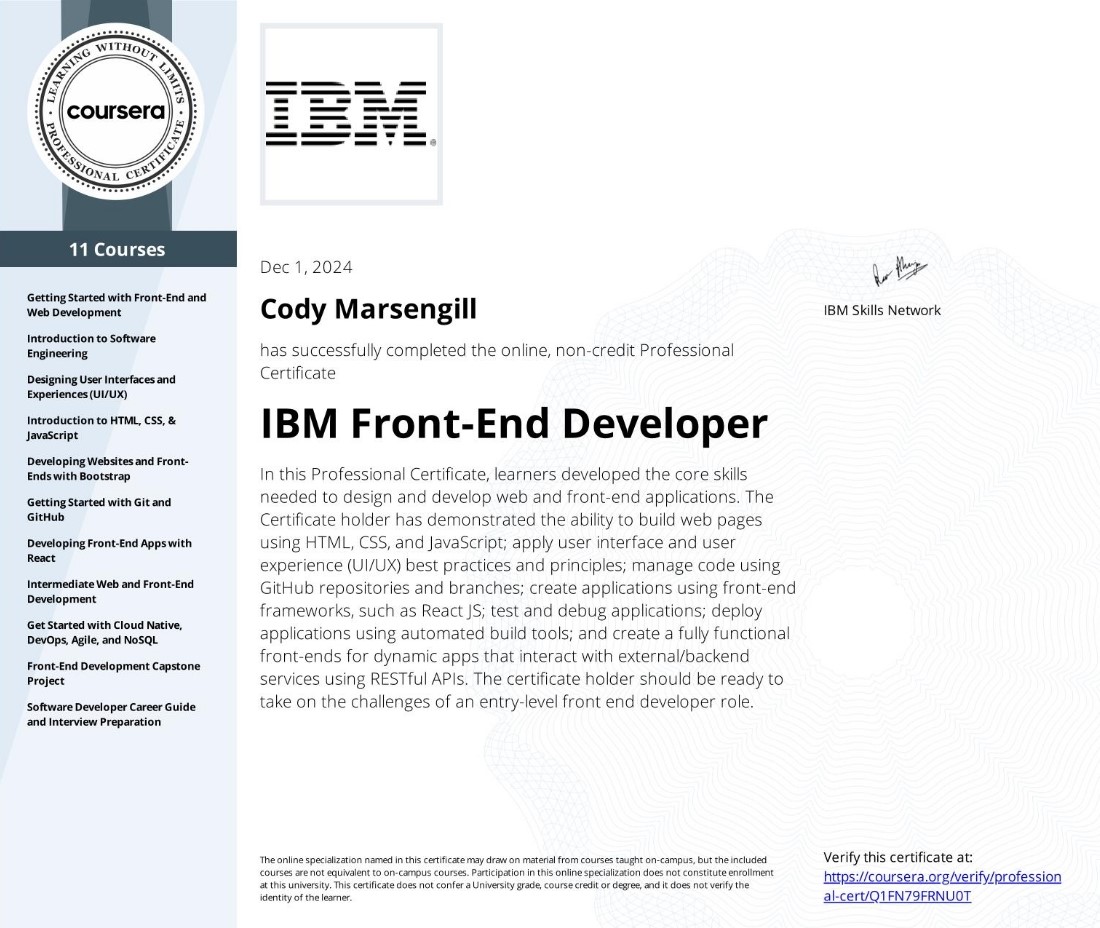 LEARNING WITHOUT LIMITS
coursera
PROFESSIONAL CERTIFICATE
IBM
11 Courses
Getting Started with Front-End and
Web Development
Introduction to Software
Engineering
Designing User Interfaces and
Experiences (UI/UX)
Introduction to HTML, CSS, &
JavaScript
Developing Websites and Front-
Ends with Bootstrap
Getting Started with Git and
GitHub
Developing Front-End Apps with
React
Intermediate Web and Front-End
Development
Get Started with Cloud Native,
DevOps, Agile, and NoSQL
Front-End Development Capstone
Project
Software Developer Career Guide
and Interview Preparation
Dec 1, 2024
Cody Marsengill
has successfully completed the online, non-credit Professional
Certificate
IBM Front-End Developer
In this Professional Certificate, learners developed the core skills
needed to design and develop web and front-end applications. The
Certificate holder has demonstrated the ability to build web pages
using HTML, CSS, and JavaScript; apply user interface and user
experience (UI/UX) best practices and principles; manage code using
GitHub repositories and branches; create applications using front-end
frameworks, such as React JS; test and debug applications; deploy
applications using automated build tools; and create a fully functional
front-ends for dynamic apps that interact with external/backend
services using RESTful APIs. The certificate holder should be ready to
take on the challenges of an entry-level front end developer role.
IBM Skills Network
The online specialization named in this certificate may draw on material from courses taught on-campus, but the included
courses are not equivalent to on-campus courses. Participation in this online specialization does not constitute enrollment
at this university. This certificate does not confer a University grade, course credit or degree, and it does not verify the
identity of the learner.
Verify this certificate at:
https://coursera.org/verify/profession
al-cert/Q1FN79FRNU0T